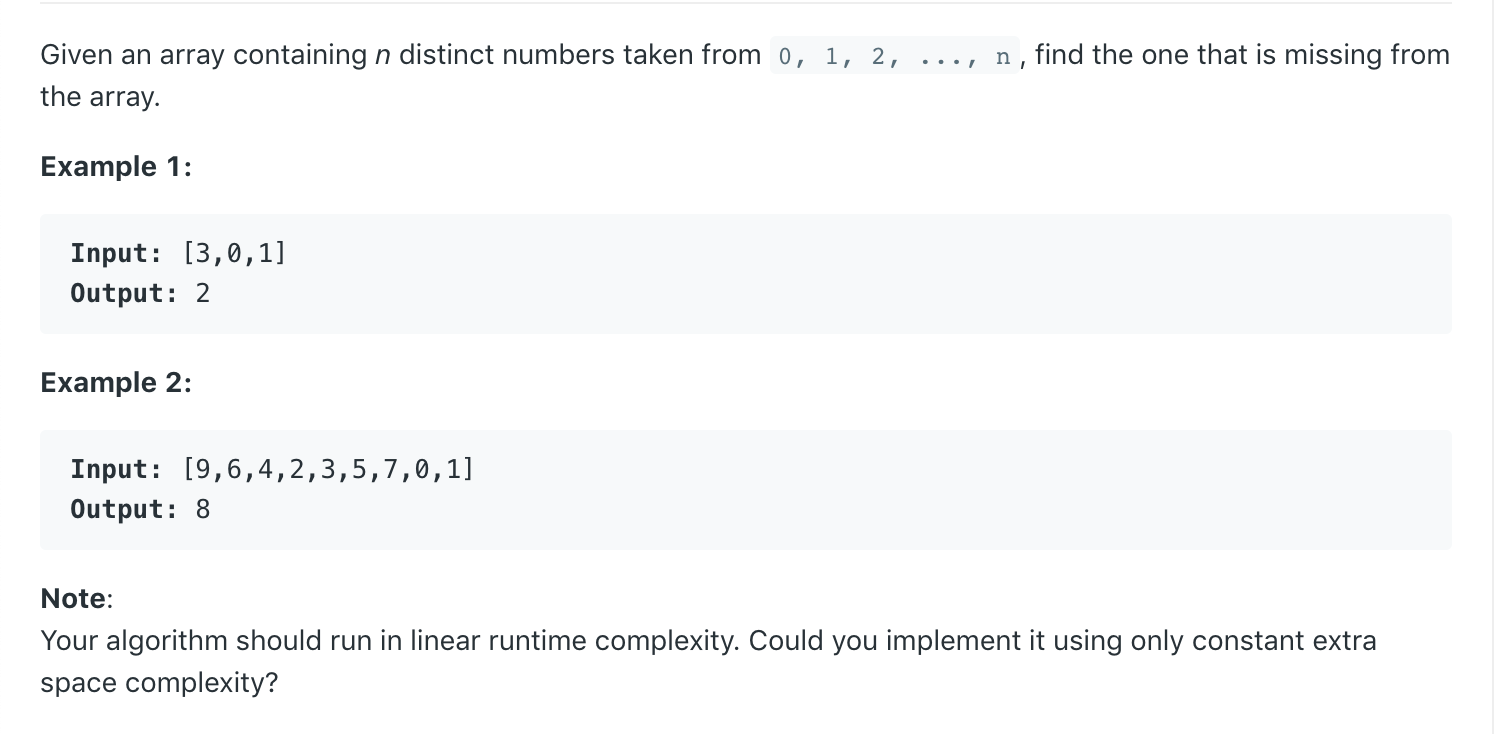 Given an array containing n distinct numbers taken from 0, 1, 2, ..., n, find the one that is missing from
the array.
Example 1:
Input: [3,0,1]
Output: 2
Example 2:
Input: [9,6,4,2,3,5,7,0,1]
Output: 8
Note:
Your algorithm should run in linear runtime complexity. Could you implement it using only constant extra
space complexity?